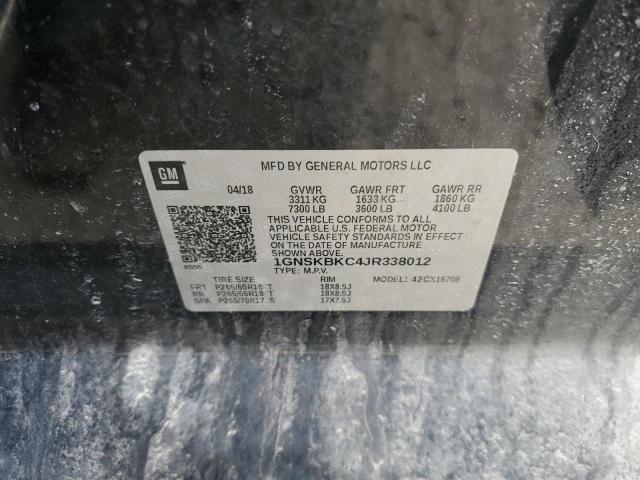 GM
MFD BY GENERAL MOTORS LLC
04/18 GVWR GAWR FRT GAWR RR
3311 KG 1633 KG 1860 KG
7300 LB 3600 LB 4100 LB
THIS VEHICLE CONFORMS TO ALL
APPLICABLE U.S. FEDERAL MOTOR
VEHICLE SAFETY STANDARDS IN EFFECT
ON THE DATE OF MANUFACTURE
SHOWN ABOVE.
1GNSKBKC4JR338012
TYPE: M.P.V.
TIRE SIZE RIM MODEL:
FRT P265/65R18 T 18X8.5J
RR P265/65R18 T 18X8.5J
SPA P265/70R17 S 17X7.5J